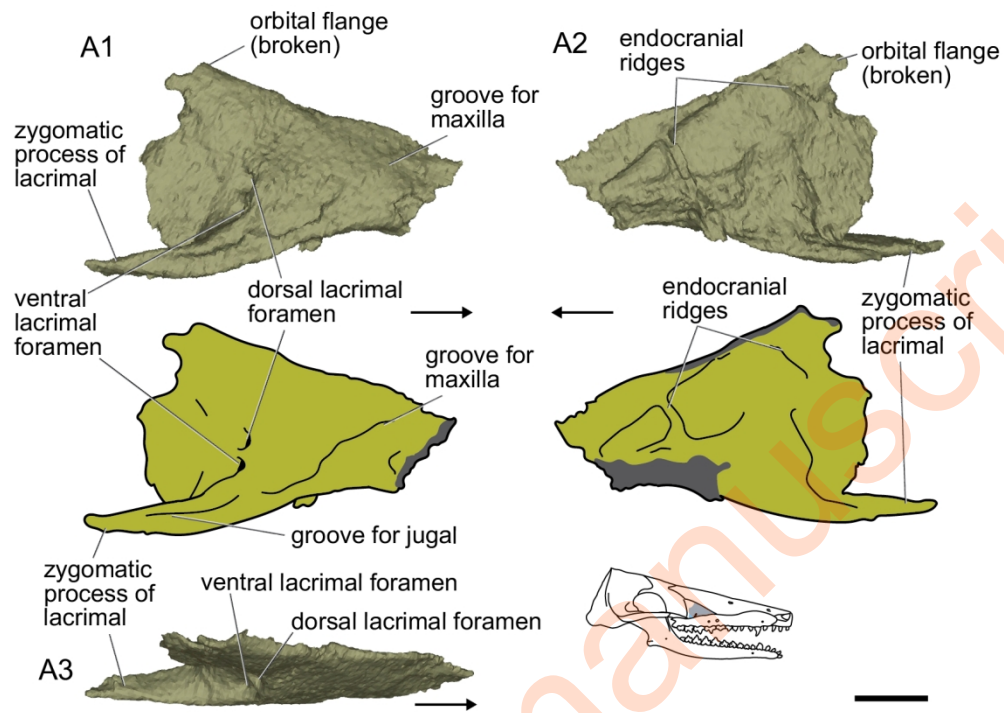 A1
orbital flange
(broken)
groove for
maxilla
zygomatic
process of
lacrimal
A2
endocranial
ridges
orbital flange
(broken)
ventral
lacrimal
foramen
dorsal lacrimal
foramen
groove for
maxilla
groove for jugal
zygomatic
process of
lacrimal
endocranial
ridges
zygomatic
process of
lacrimal
A3
ventral lacrimal foramen
dorsal lacrimal foramen
anuscri